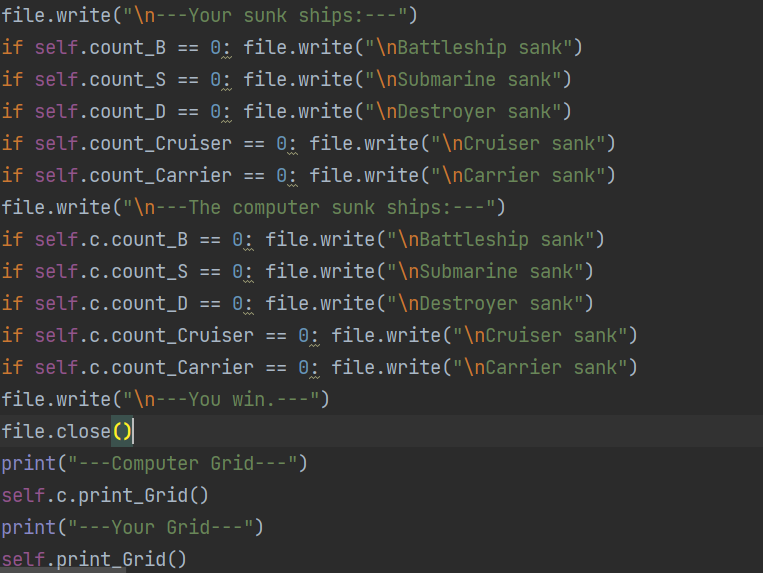 file.write("\n---Your sunk ships:---")
if self.count_B == 0: file.write("\nBattleship sank")
if self.count_S == 0: file.write("\nSubmarine sank")
if self.count_D == 0: file.write("\nDestroyer sank")
if self.count_Cruiser == 0: file.write("\nCruiser sank")
if self.count_Carrier == 0: file.write("\nCarrier sank")
file.write("\n---The computer sunk ships:---")
if self.c.count_B == 0: file.write("\nBattleship sank")
if self.c.count_S == 0: file.write("\nSubmarine sank")
if self.c.count_D == 0: file.write("\nDestroyer sank")
if self.c.count_Cruiser == 0: file.write("\nCruiser sank")
if self.c.count_Carrier == 0: file.write("\nCarrier sank")
file.write("\n---You win.---")
file.close()
print("---Computer Grid---")
self.c.print_Grid()
print("---Your Grid---")
self.print_Grid()